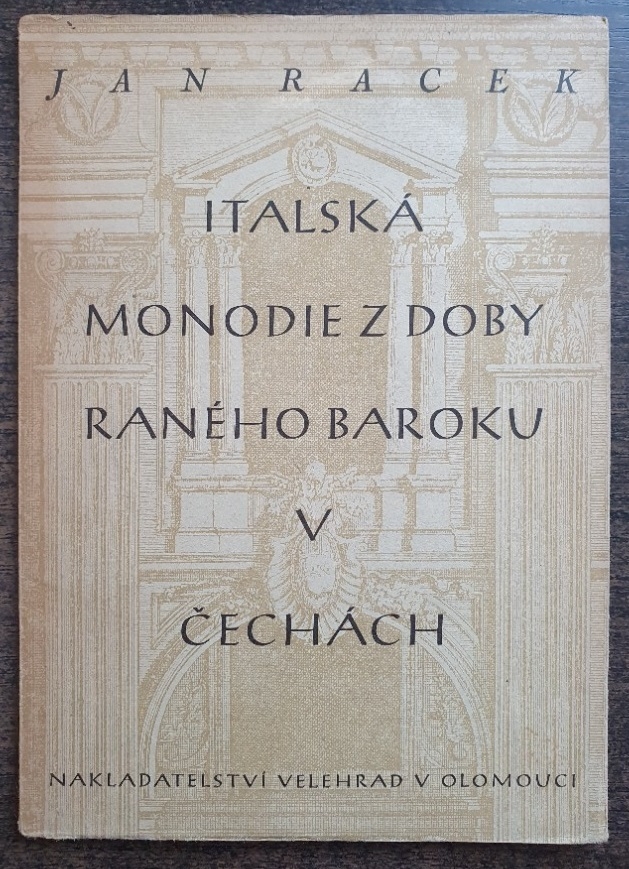 JAN RACEK
ITALSKÁ
MONODIE Z DOBY
RANÉHO BAROKU
V
ČECHÁCH
NAKLADATELSTVÍ VELEHRAD V OLOMOUCI